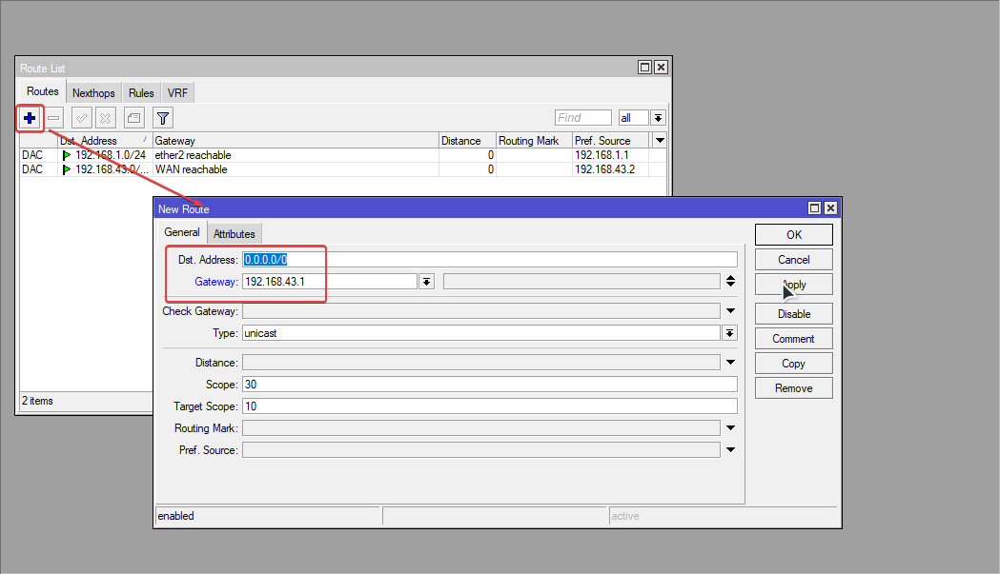 Route List
Routes Nexthops Rules VRF
Find all
Dst. Address Gateway Distance Routing Mark Pref. Source
DAC 192.168.1.0/24 ether2 reachable 0 192.168.1.1
DAC 192.168.43.0/... WAN reachable 0 192.168.43.2
2 items
New Route
General Attributes
Dst. Address: 0.0.0.0/0
Gateway: 192.168.43.1
Check Gateway:
Type: unicast
Distance:
Scope: 30
Target Scope: 10
Routing Mark:
Pref. Source:
OK
Cancel
Apply
Disable
Comment
Copy
Remove
enabled active